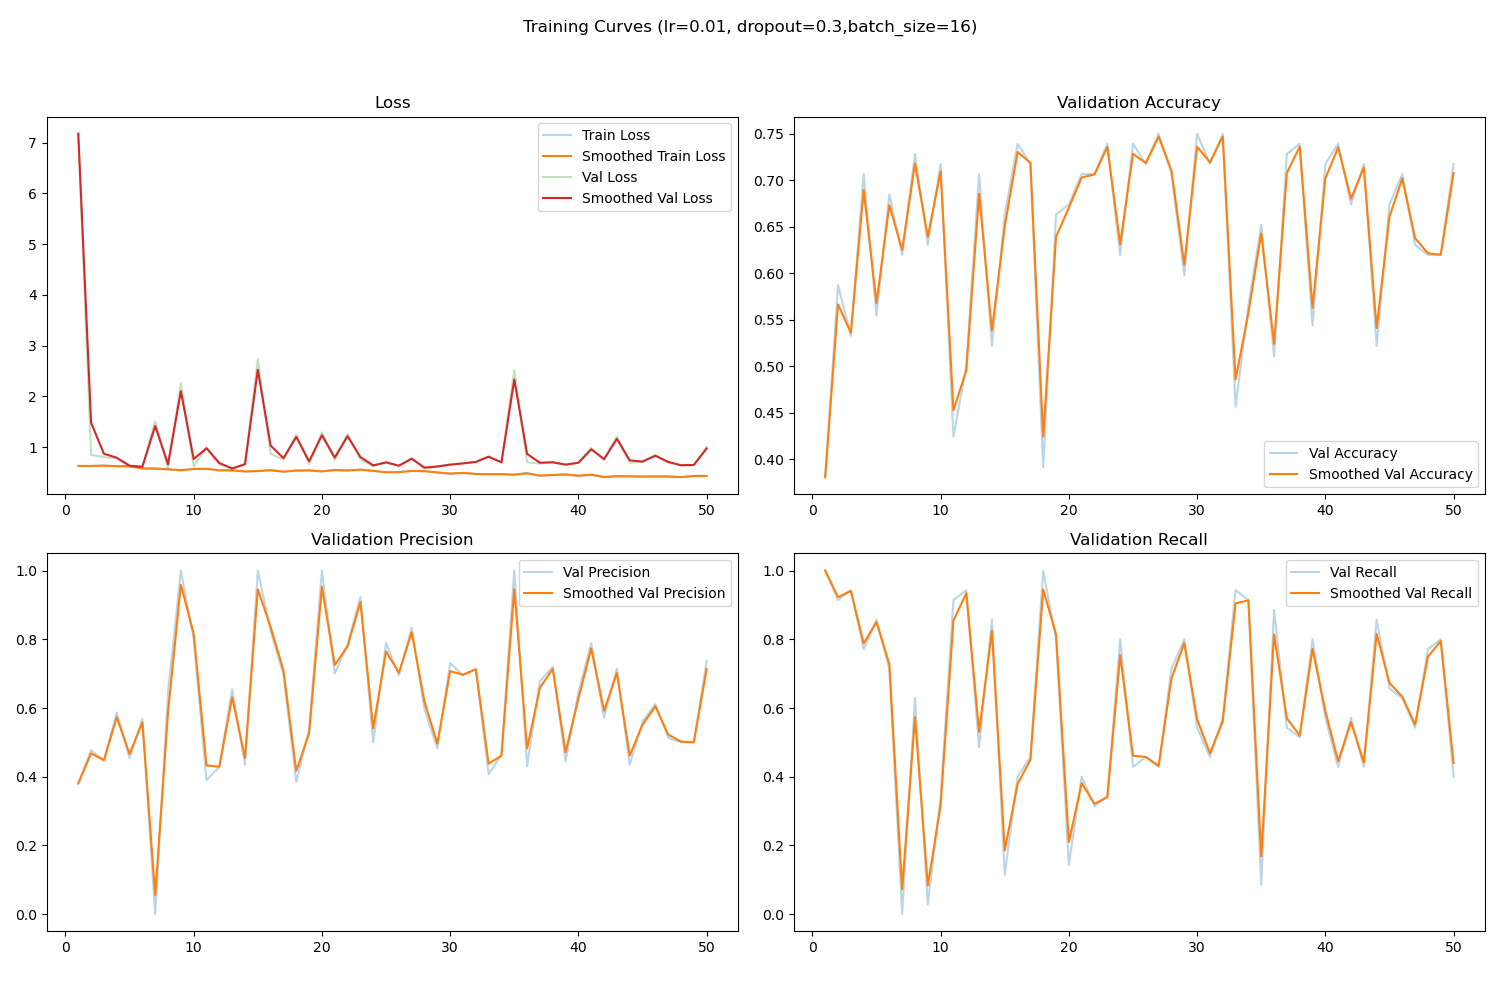 Training Curves (lr=0.01, dropout=0.3,batch_size=16)
Loss
Train Loss
Smoothed Train Loss
Val Loss
Smoothed Val Loss
7
6
5
4
3
2
1
0 10 20 30 40 50
Validation Accuracy
0.75
0.70
0.65
0.60
0.55
0.50
0.45
0.40
Val Accuracy
Smoothed Val Accuracy
0 10 20 30 40 50
Validation Precision
Val Precision
Smoothed Val Precision
1.0
0.8
0.6
0.4
0.2
0.0
0 10 20 30 40 50
Validation Recall
Val Recall
Smoothed Val Recall
1.0
0.8
0.6
0.4
0.2
0.0
0 10 20 30 40 50